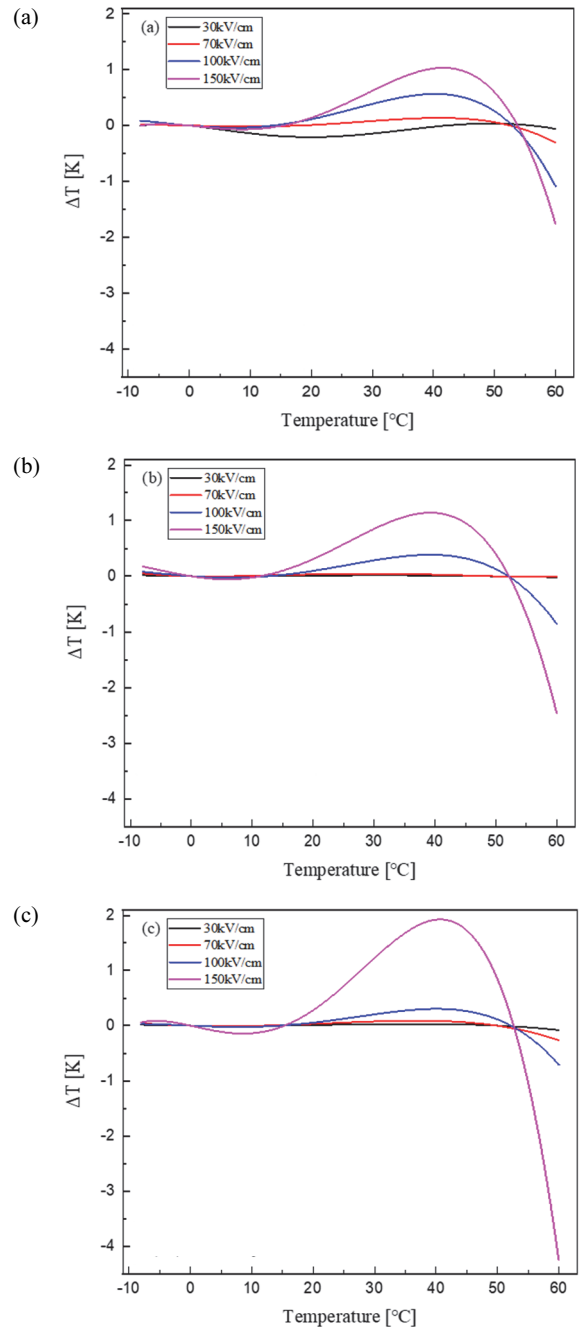 (a)
(a)
30kV/cm
70kV/cm
100kV/cm
150kV/cm
2
1
0
-1
-2
-3
-4
ΔT [K]
-10 0 10 20 30 40 50 60
Temperature [°C]
(b)
(b)
30kV/cm
70kV/cm
100kV/cm
150kV/cm
2
1
0
-1
-2
-3
-4
ΔT [K]
-10 0 10 20 30 40 50 60
Temperature [°C]
(c)
(c)
30kV/cm
70kV/cm
100kV/cm
150kV/cm
2
1
0
-1
-2
-3
-4
ΔT [K]
-10 0 10 20 30 40 50 60
Temperature [°C]